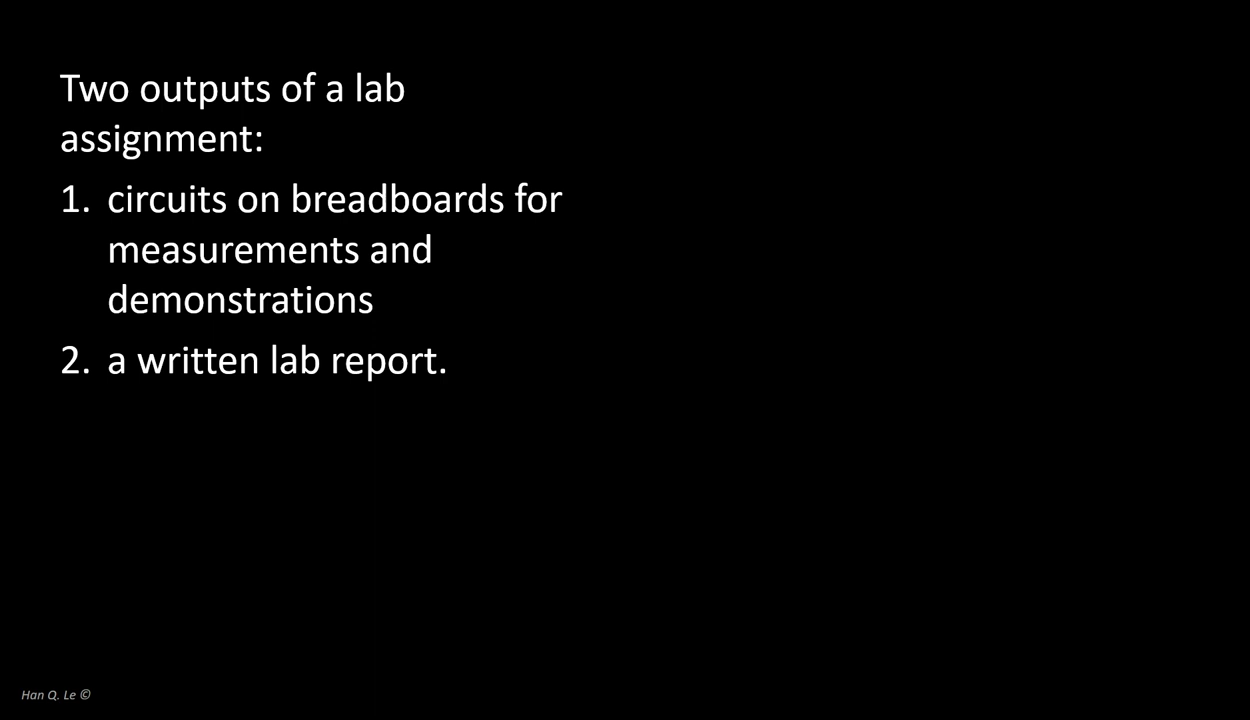 Two outputs of a lab
assignment:
1. circuits on breadboards for
measurements and
demonstrations
2. a written lab report.
Han Q. Le ©